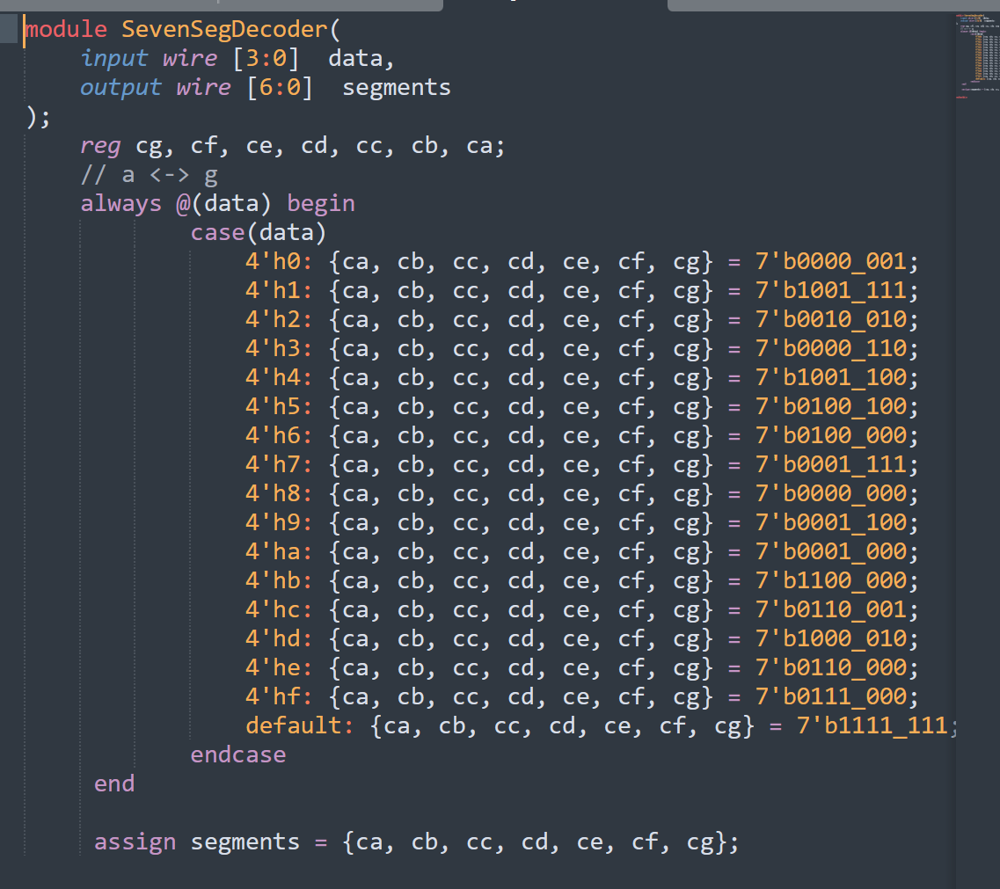 module SevenSegDecoder(
    input wire [3:0]  data,
    output wire [6:0]  segments
);
    reg cg, cf, ce, cd, cc, cb, ca;
    // a <-> g
    always @(data) begin
            case(data)
                4'h0: {ca, cb, cc, cd, ce, cf, cg} = 7'b0000_001;
                4'h1: {ca, cb, cc, cd, ce, cf, cg} = 7'b1001_111;
                4'h2: {ca, cb, cc, cd, ce, cf, cg} = 7'b0010_010;
                4'h3: {ca, cb, cc, cd, ce, cf, cg} = 7'b0000_110;
                4'h4: {ca, cb, cc, cd, ce, cf, cg} = 7'b1001_100;
                4'h5: {ca, cb, cc, cd, ce, cf, cg} = 7'b0100_100;
                4'h6: {ca, cb, cc, cd, ce, cf, cg} = 7'b0100_000;
                4'h7: {ca, cb, cc, cd, ce, cf, cg} = 7'b0001_111;
                4'h8: {ca, cb, cc, cd, ce, cf, cg} = 7'b0000_000;
                4'h9: {ca, cb, cc, cd, ce, cf, cg} = 7'b0001_100;
                4'ha: {ca, cb, cc, cd, ce, cf, cg} = 7'b0001_000;
                4'hb: {ca, cb, cc, cd, ce, cf, cg} = 7'b1100_000;
                4'hc: {ca, cb, cc, cd, ce, cf, cg} = 7'b0110_001;
                4'hd: {ca, cb, cc, cd, ce, cf, cg} = 7'b1000_010;
                4'he: {ca, cb, cc, cd, ce, cf, cg} = 7'b0110_000;
                4'hf: {ca, cb, cc, cd, ce, cf, cg} = 7'b0111_000;
                default: {ca, cb, cc, cd, ce, cf, cg} = 7'b1111_111;
            endcase
     end
     assign segments = {ca, cb, cc, cd, ce, cf, cg};